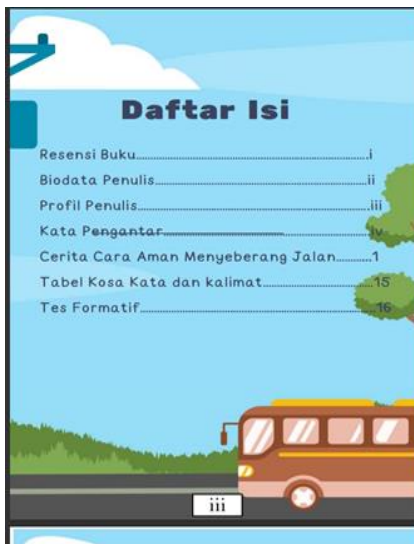 Daftar Isi
Resensi Buku.....i
Biodata Penulis.....ii
Profil Penulis.....iii
Kata Pengantar.....iv
Cerita Cara Aman Menyeberang Jalan.....1
Tabel Kosa Kata dan kalimat.....15
Tes Formatif.....16
iii